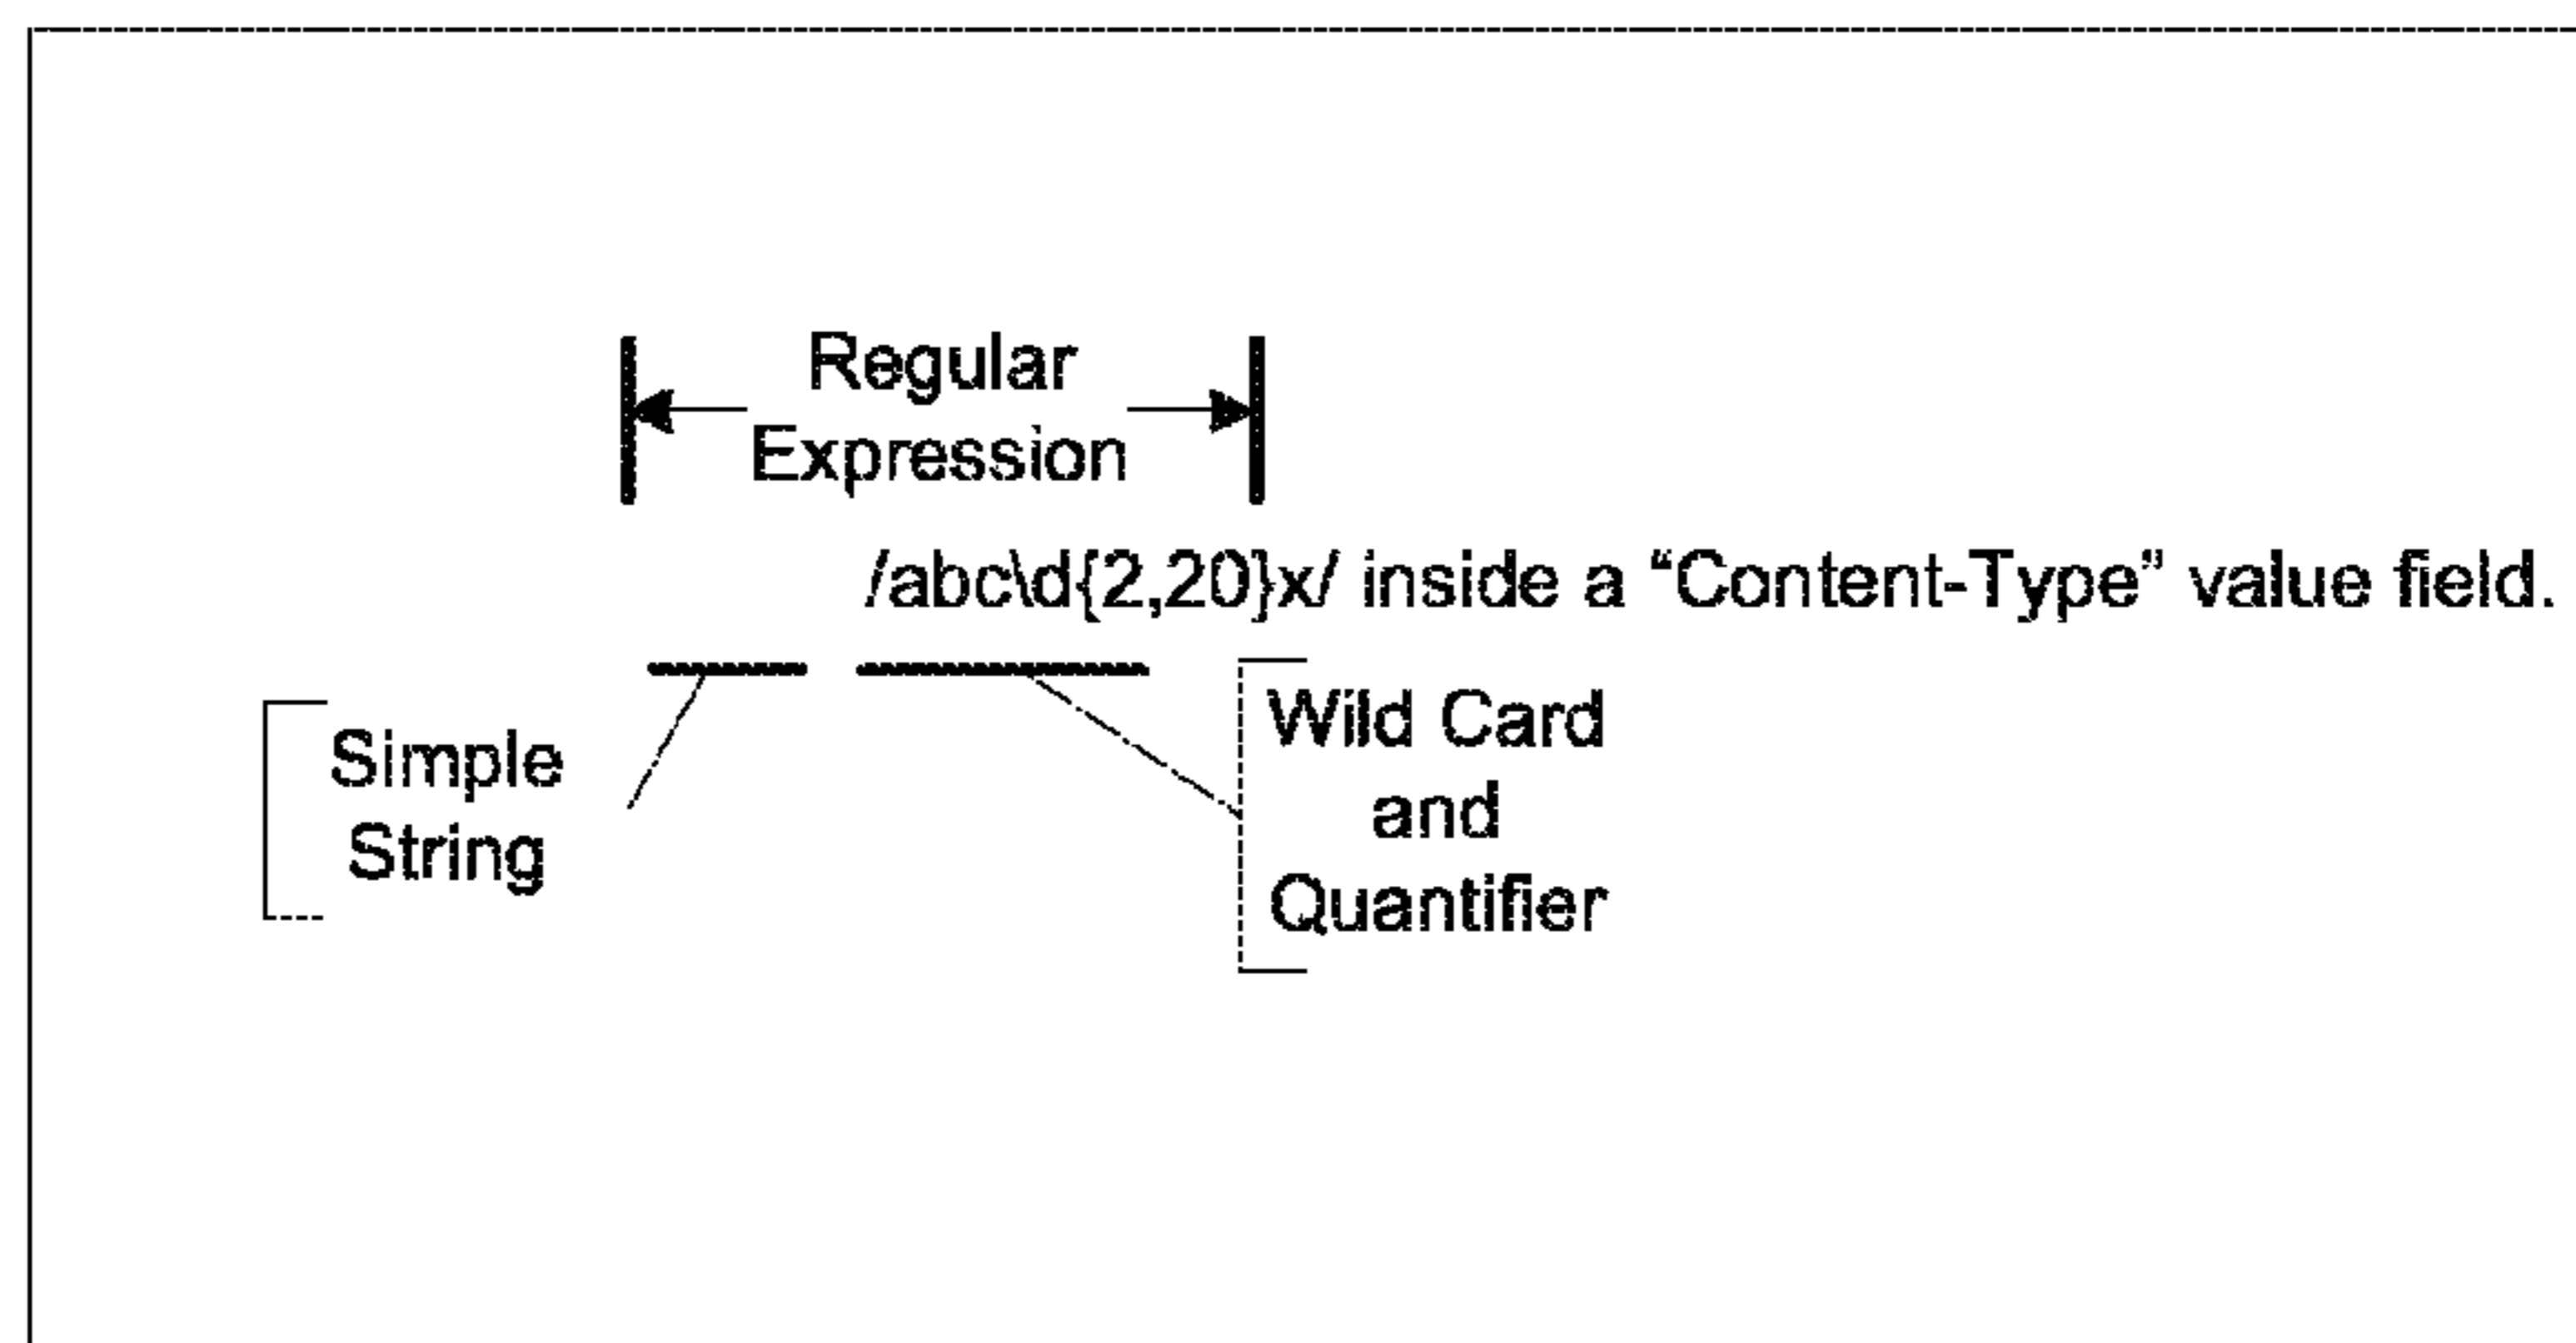 Regular
Expression
/abc\d{2,20}x/ inside a “Content-Type” value field.
Simple
String
Wild Card
and
Quantifier